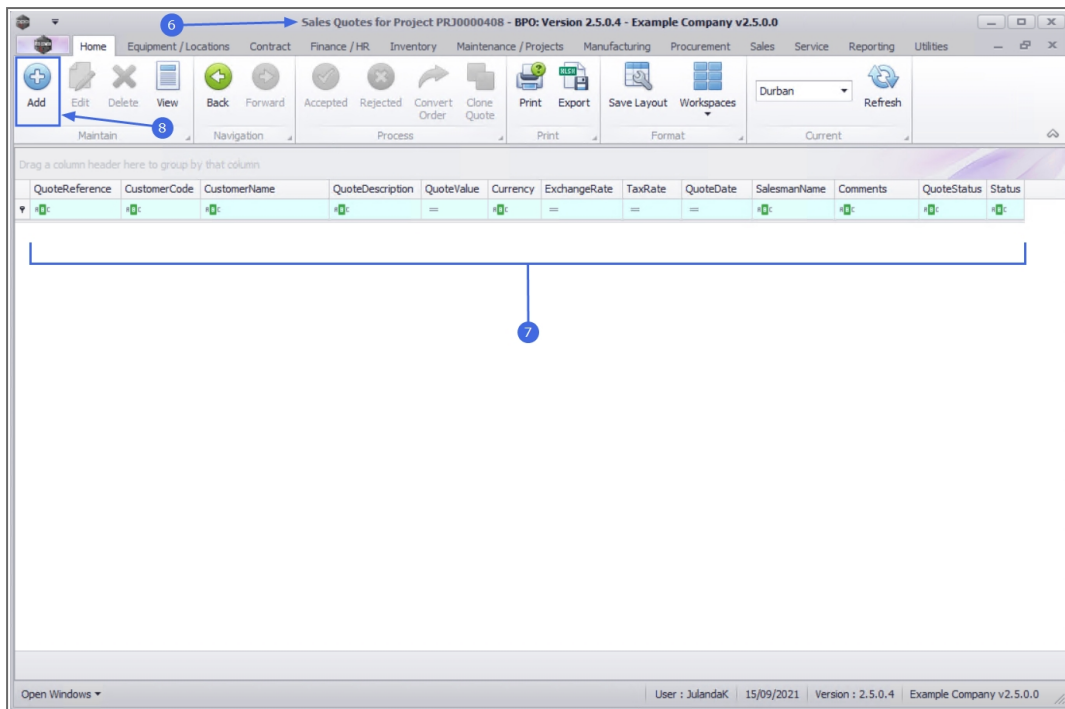 6
Sales Quotes for Project PRJ0000408 - BPO: Version 2.5.0.4 - Example Company v2.5.0.0
Home Equipment / Locations Contract Finance / HR Inventory Maintenance / Projects Manufacturing Procurement Sales Service Reporting Utilities
Add Edit Delete View Back Forward Accepted Rejected Convert Order Clone Quote Print Export Save Layout Workspaces Durban Refresh
8
Maintain Navigation Process Print Format Current
Drag a column header here to group by that column
QuoteReference CustomerCode CustomerName QuoteDescription QuoteValue Currency ExchangeRate TaxRate QuoteDate SalesmanName Comments QuoteStatus Status
7
Open Windows User : JulandaK 15/09/2021 Version : 2.5.0.4 Example Company v2.5.0.0